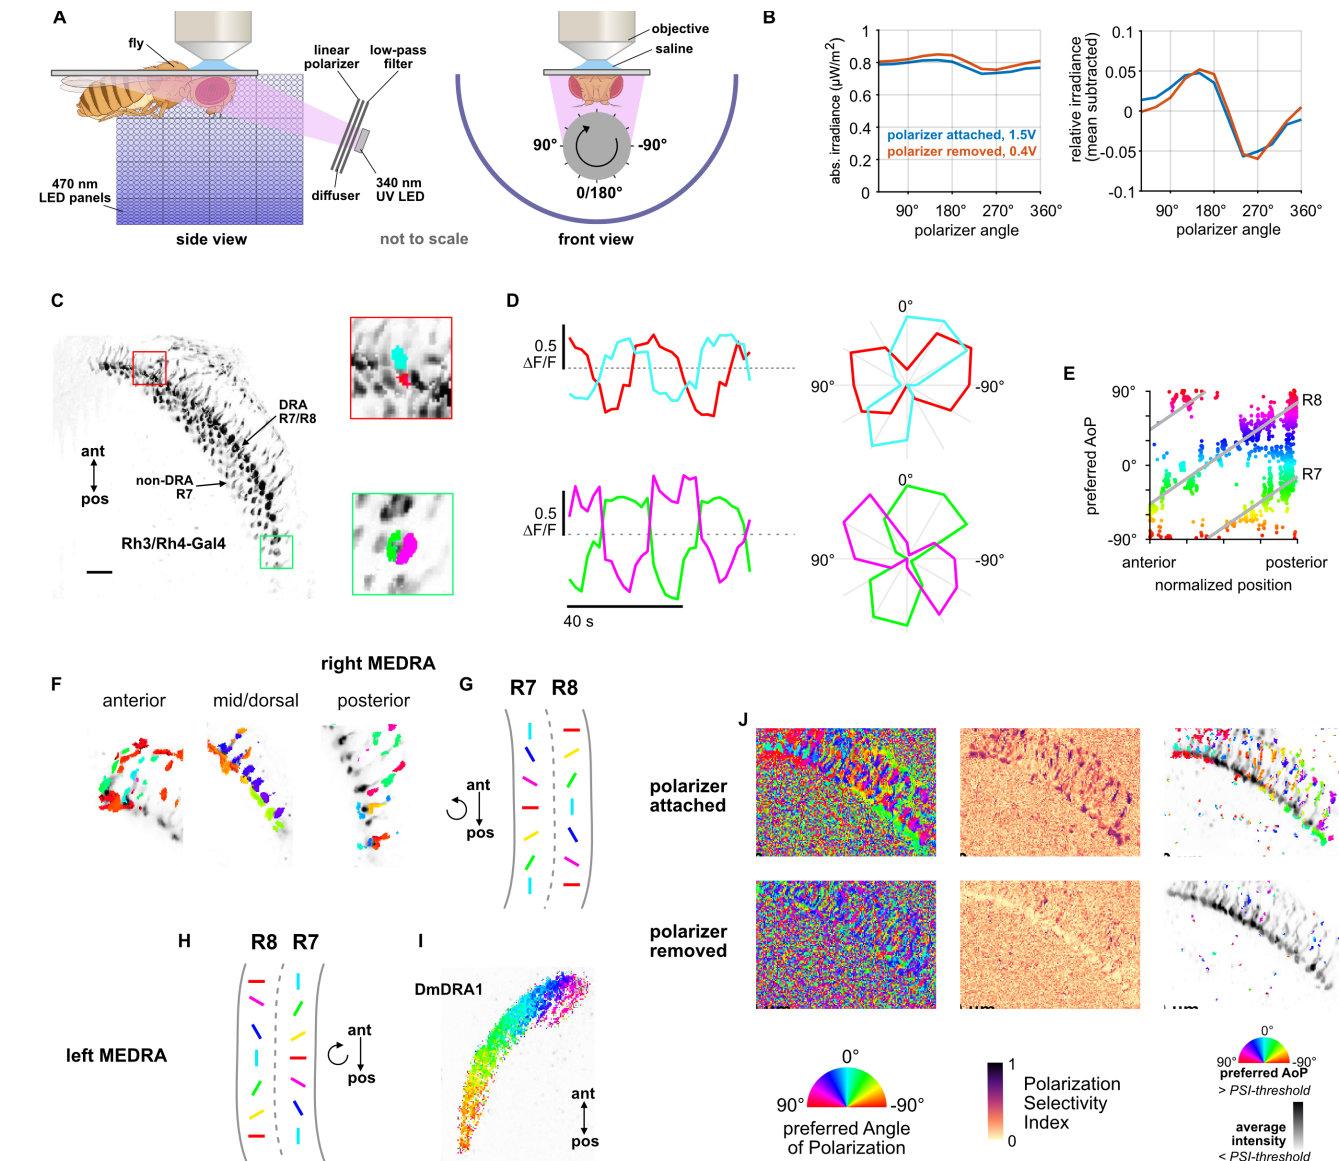 A
fly
linear
polarizer
low-pass
filter
470 nm
LED panels
diffuser
340 nm
UV LED
side view
not to scale
objective
saline
90°
-90°
0/180°
front view
B
abs. irradiance (µW/m²)
1
0.8
0.6
0.4
0.2
0
polarizer attached, 1.5V
polarizer removed, 0.4V
90° 180° 270° 360°
polarizer angle
relative irradiance
(mean subtracted)
0.1
0.05
0
-0.05
-0.1
90° 180° 270° 360°
polarizer angle
C
DRA
R7/R8
ant
pos
non-DRA
R7
Rh3/Rh4-Gal4
D
0.5
ΔF/F
0°
90°
-90°
0.5
ΔF/F
40 s
0°
90°
-90°
E
preferred AoP
90°
0°
-90°
R8
R7
anterior posterior
normalized position
right MEDRA
F
anterior mid/dorsal posterior
G
R7 R8
ant
pos
H
R8 R7
left MEDRA
ant
pos
I
DmDRA1
ant
pos
J
polarizer
attached
polarizer
removed
0°
90° -90°
preferred Angle
of Polarization
1
0
Polarization
Selectivity
Index
0°
90° -90°
preferred AoP
> PSI-threshold
average
intensity
< PSI-threshold